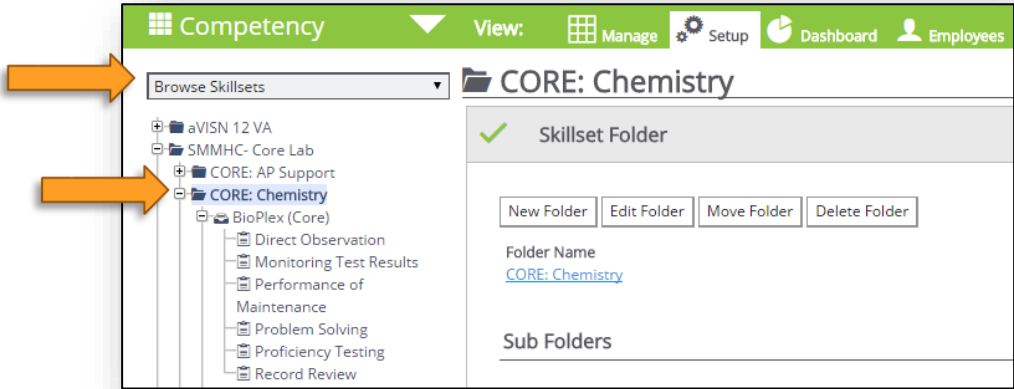 Competency
View:
Manage
Setup
Dashboard
Employees
Browse Skillsets
aVISN 12 VA
SMMHC- Core Lab
CORE: AP Support
CORE: Chemistry
BioPlex (Core)
Direct Observation
Monitoring Test Results
Performance of
Maintenance
Problem Solving
Proficiency Testing
Record Review
CORE: Chemistry
Skillset Folder
New Folder
Edit Folder
Move Folder
Delete Folder
Folder Name
CORE: Chemistry
Sub Folders